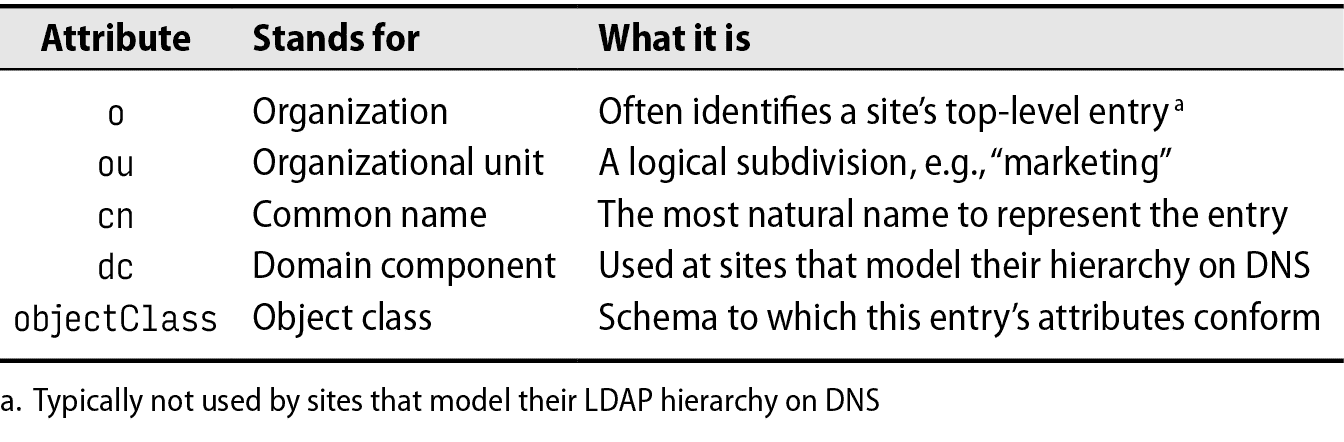 Attribute Stands for What it is
o Organization Often identifies a site’s top-level entry a
ou Organizational unit A logical subdivision, e.g., “marketing”
cn Common name The most natural name to represent the entry
dc Domain component Used at sites that model their hierarchy on DNS
objectClass Object class Schema to which this entry’s attributes conform
a. Typically not used by sites that model their LDAP hierarchy on DNS